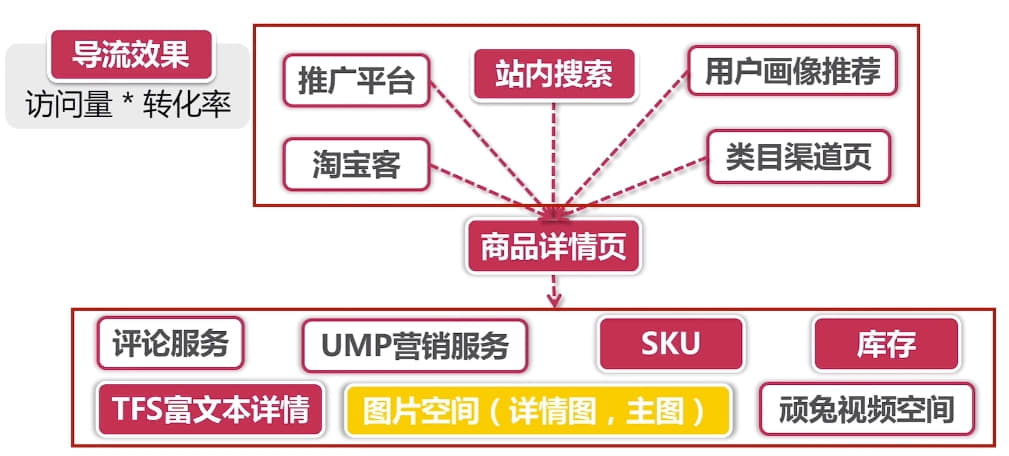 导流效果
访问量 * 转化率
推广平台
站内搜索
用户画像推荐
淘宝客
类目渠道页
商品详情页
评论服务
UMP营销服务
SKU
库存
TFS富文本详情
图片空间（详情图，主图）
顽兔视频空间